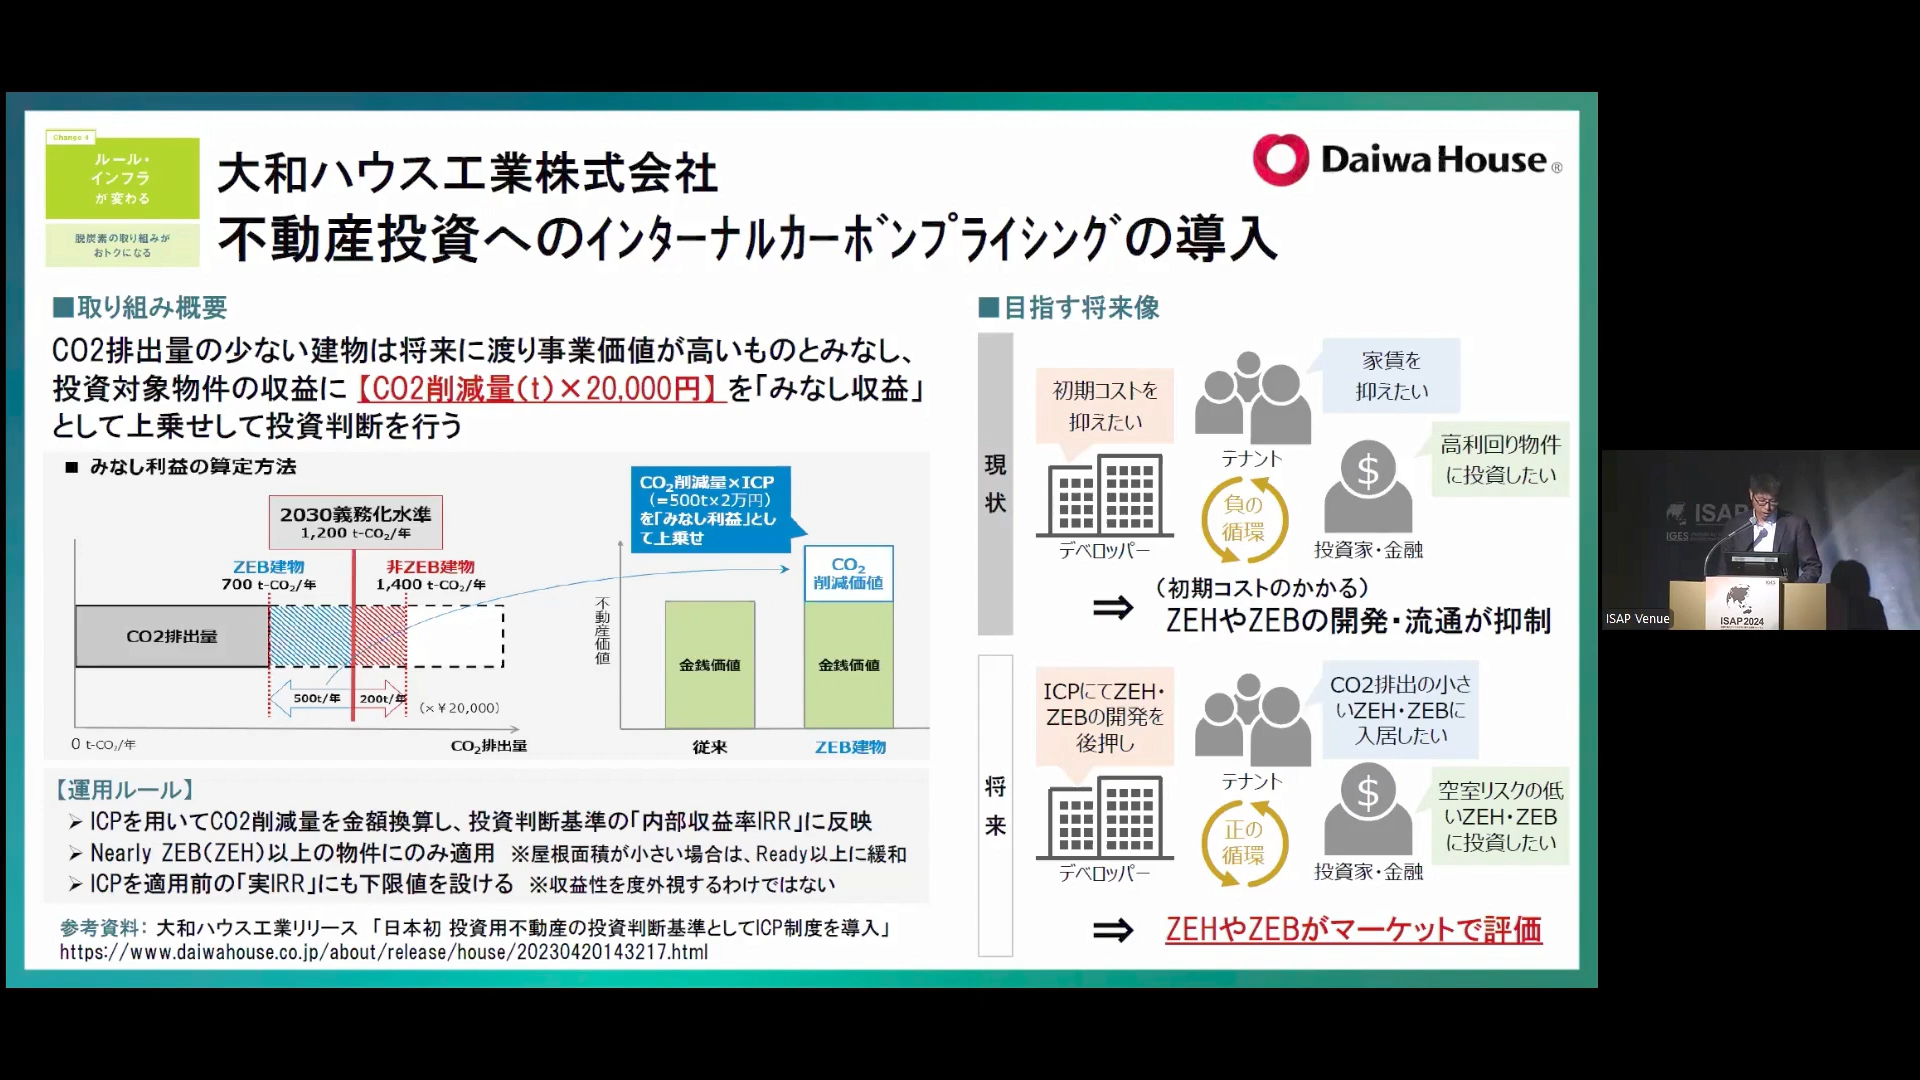 Change 4
ルール・
インフラ
が変わる
脱炭素の取り組みが
おトクになる
大和ハウス工業株式会社
不動産投資へのｲﾝﾀｰﾅﾙｶｰﾎﾞﾝﾌﾟﾗｲｼﾝｸﾞの導入
Daiwa House®
■取り組み概要
CO2排出量の少ない建物は将来に渡り事業価値が高いものとみなし、
投資対象物件の収益に【CO2削減量(t)×20,000円】を「みなし収益」
として上乗せして投資判断を行う
■ みなし利益の算定方法
2030義務化水準
1,200 t-CO₂/年
ZEB建物
700 t-CO₂/年
非ZEB建物
1,400 t-CO₂/年
CO2排出量
500t/年
200t/年
(×￥20,000)
0 t-CO₂/年
CO₂排出量
CO₂削減量×ICP
（=500t×2万円）
を「みなし利益」とし
て上乗せ
不動産価値
CO₂
削減価値
金銭価値
金銭価値
従来
ZEB建物
【運用ルール】
➢ ICPを用いてCO2削減量を金額換算し、投資判断基準の「内部収益率IRR」に反映
➢ Nearly ZEB(ZEH)以上の物件にのみ適用 ※屋根面積が小さい場合は、Ready以上に緩和
➢ ICPを適用前の「実IRR」にも下限値を設ける ※収益性を度外視するわけではない
参考資料： 大和ハウス工業リリース 「日本初 投資用不動産の投資判断基準としてICP制度を導入」
https://www.daiwahouse.co.jp/about/release/house/20230420143217.html
■目指す将来像
現状
初期コストを
抑えたい
家賃を
抑えたい
高利回り物件
に投資したい
テナント
負の
循環
デベロッパー
投資家・金融
（初期コストのかかる）
⇒ ZEHやZEBの開発・流通が抑制
将来
ICPにてZEH・
ZEBの開発を
後押し
CO2排出の小さ
いZEH・ZEBに
入居したい
空室リスクの低
いZEH・ZEB
に投資したい
テナント
正の
循環
デベロッパー
投資家・金融
⇒ ZEHやZEBがマーケットで評価
ISAP
IGES
ISAP2024
ISAP Venue